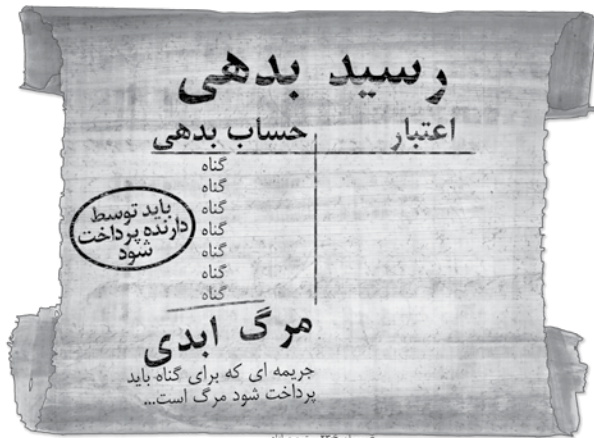 رسید بدهی
اعتبار
حساب بدهی
گناه
گناه
گناه
گناه
گناه
گناه
گناه
باید توسط
دارنده پرداخت
شود
مرگ ابدی
جریمه ای که برای گناه باید
پرداخت شود مرگ است...